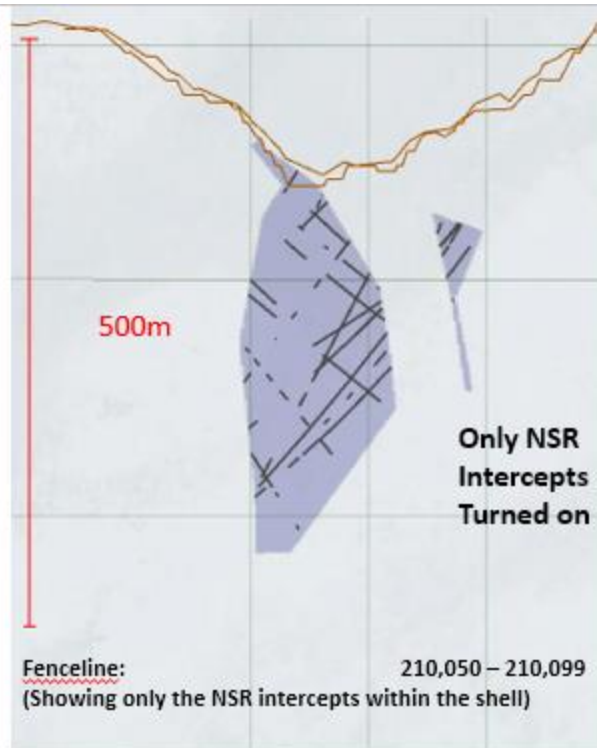 500m
Only NSR
Intercepts
Turned on
Fenceline: 210,050 – 210,099
(Showing only the NSR intercepts within the shell)